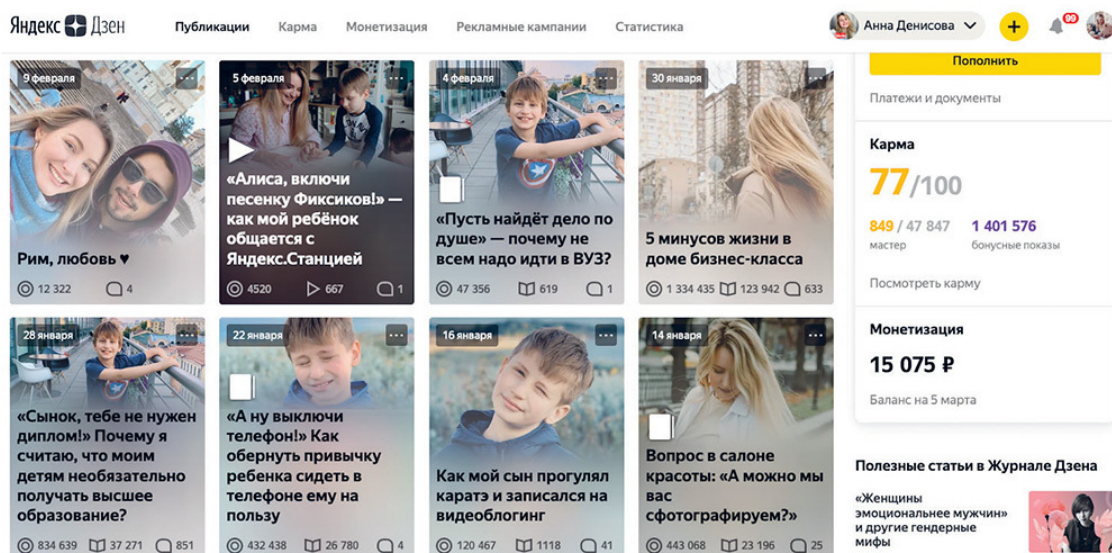 Яндекс Дзен
Публикации
Карма
Монетизация
Рекламные кампании
Статистика
Анна Денисова
99
9 февраля
Рим, любовь ♥
12 322
4
5 февраля
«Алиса, включи
песенку Фиксиков!» —
как мой ребёнок
общается с
Яндекс.Станцией
4520
667
1
4 февраля
«Пусть найдёт дело по
душе» — почему не
всем надо идти в ВУЗ?
47 356
619
1
30 января
5 минусов жизни в
доме бизнес-класса
1 334 435
123 942
633
28 января
«Сынок, тебе не нужен
диплом!» Почему я
считаю, что моим
детям необязательно
получать высшее
образование?
834 639
37 271
851
22 января
«А ну выключи
телефон!» Как
обернуть привычку
ребенка сидеть в
телефоне ему на
пользу
432 438
26 780
4
16 января
Как мой сын прогулял
каратэ и записался на
видеоблогинг
120 467
1118
41
14 января
Вопрос в салоне
красоты: «А можно мы
вас
сфотографируем?»
443 068
23 196
25
Пополнить
Платежи и документы
Карма
77/100
849 / 47 847
мастер
1 401 576
бонусные показы
Посмотреть карму
Монетизация
15 075 ₽
Баланс на 5 марта
Полезные статьи в Журнале Дзена
«Женщины
эмоциональнее мужчин»
и другие гендерные
мифы